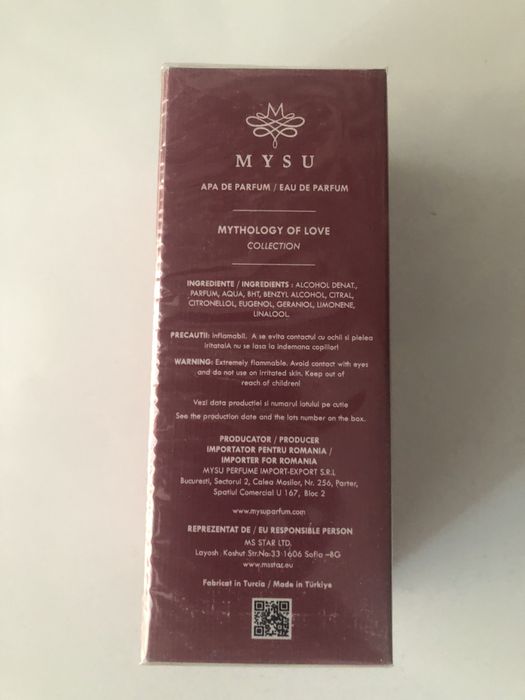 M
MYSU
APA DE PARFUM / EAU DE PARFUM
MYTHOLOGY OF LOVE
COLLECTION
INGREDIENTE / INGREDIENTS : ALCOHOL DENAT.,
PARFUM, AQUA, BHT, BENZYL ALCOHOL, CITRAL,
CITRONELLOL, EUGENOL, GERANIOL, LIMONENE,
LINALOOL.
PRECAUTII: Inflamabil. A se evita contactul cu ochii si pielea
iritataIA nu se lasa la indemana copiilor!
WARNING: Extremely flammable. Avoid contact with eyes
and do not use on irritated skin. Keep out of
reach of children!
Vezi data productiei si numarul lotului pe cutie
See the production date and the lots number on the box.
PRODUCATOR / PRODUCER
IMPORTATOR PENTRU ROMANIA /
IMPORTER FOR ROMANIA
MYSU PERFUME IMPORT-EXPORT S.R.L
Bucuresti, Sectorul 2, Calea Mosilor, Nr. 256, Parter,
Spatiul Comercial U 167, Bloc 2
www.mysuparfum.com
REPREZENTAT DE / EU RESPONSIBLE PERSON
MS STAR LTD.
Layosh Koshut Str.No:33 1606 Sofia -BG
www.msstar.eu
Fabricat in Turcia / Made in Türkiye